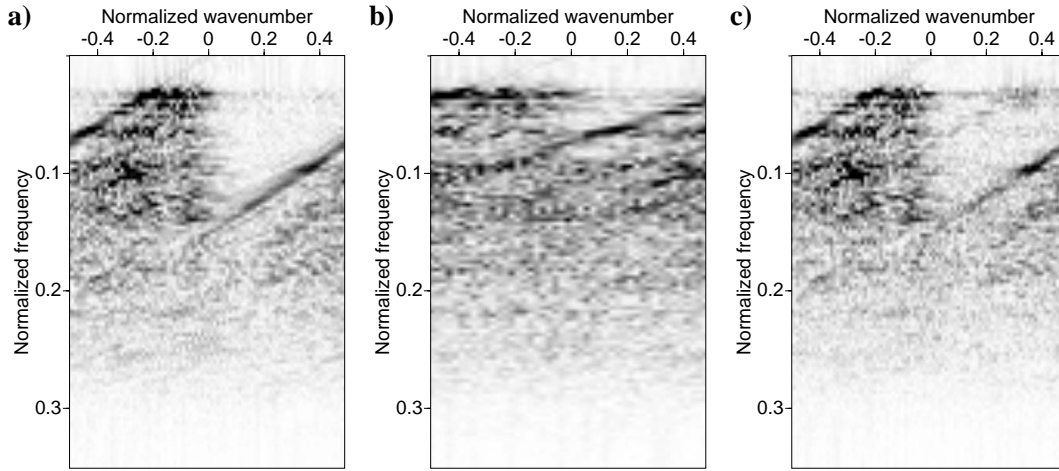 a)
Normalized wavenumber
-0.4 -0.2 0 0.2 0.4
Normalized frequency
0.1
0.2
0.3
b)
Normalized wavenumber
-0.4 -0.2 0 0.2 0.4
Normalized frequency
0.1
0.2
0.3
c)
Normalized wavenumber
-0.4 -0.2 0 0.2 0.4
Normalized frequency
0.1
0.2
0.3